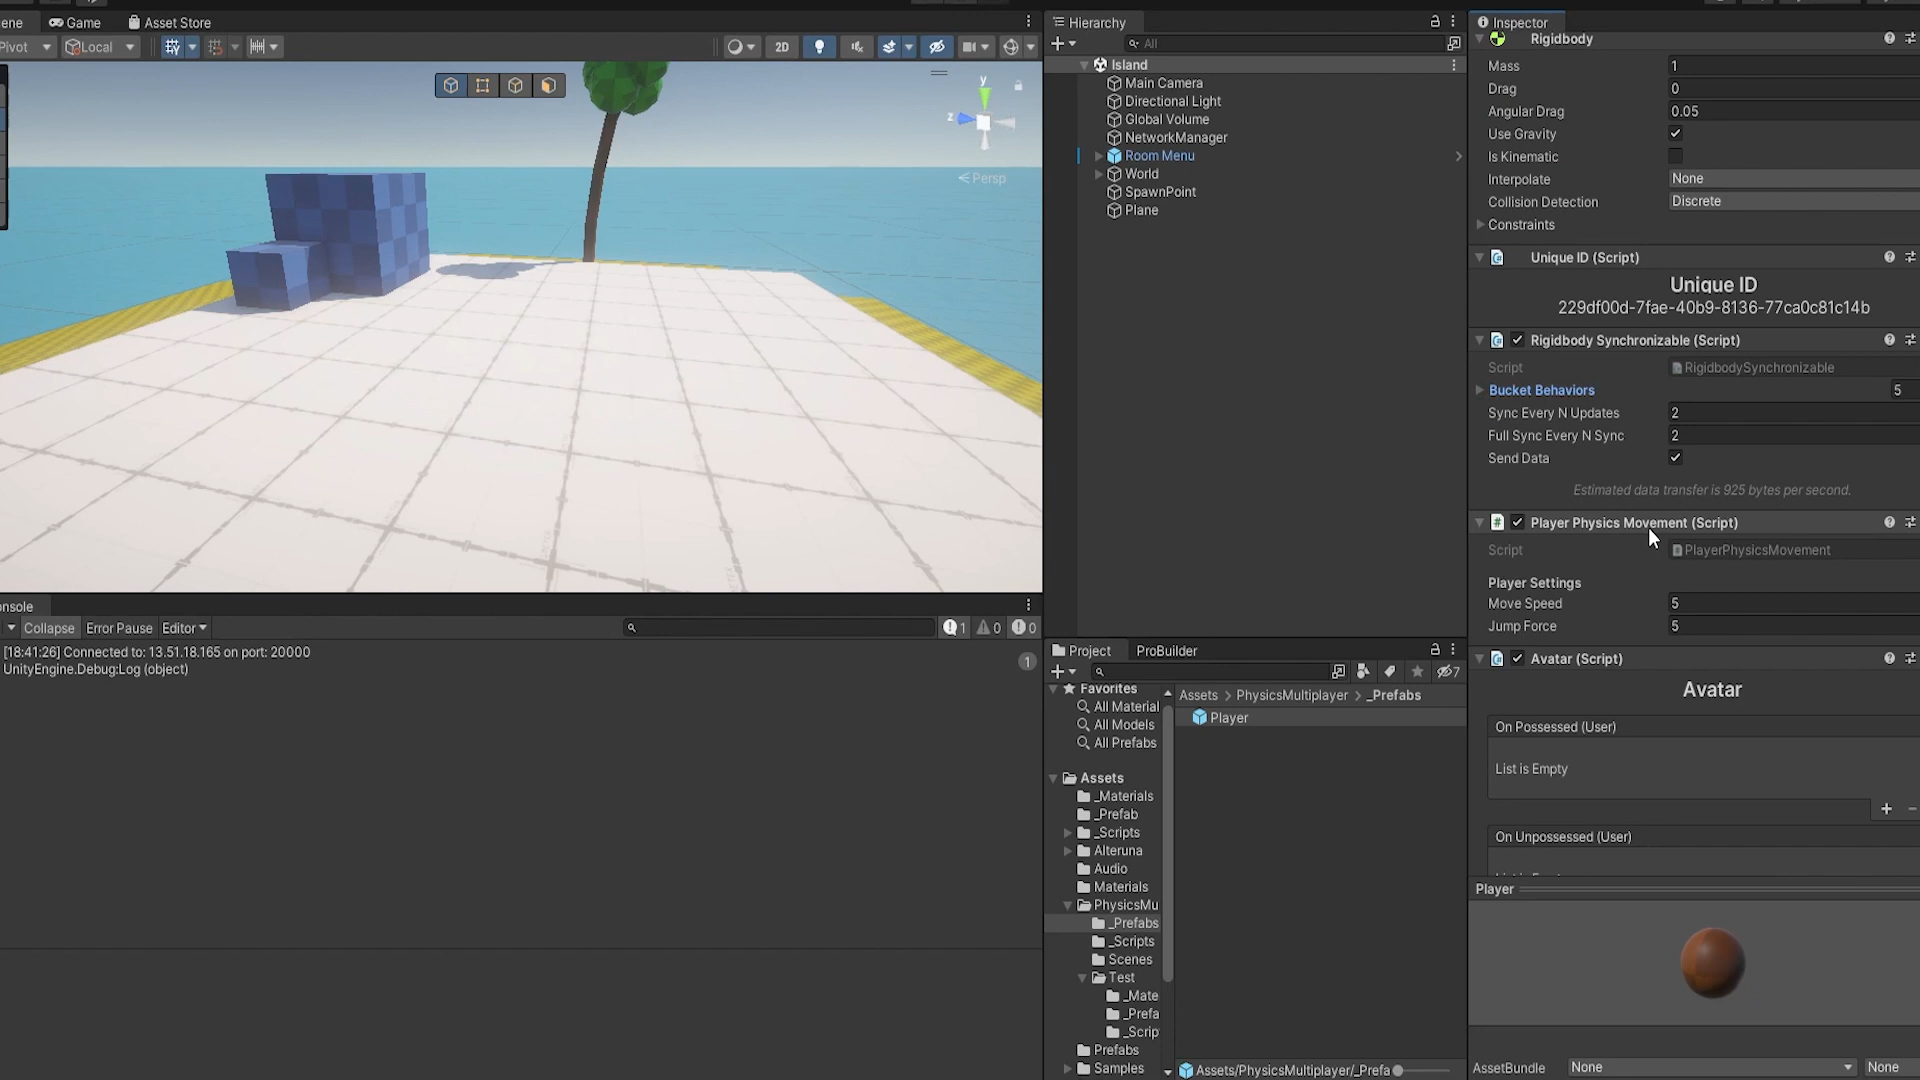 ene Game Asset Store
Pivot Local 2D
y
z
Persp
Hierarchy
All
Island
Main Camera
Directional Light
Global Volume
NetworkManager
Room Menu
World
SpawnPoint
Plane
Inspector
Rigidbody
Mass 1
Drag 0
Angular Drag 0.05
Use Gravity
Is Kinematic
Interpolate None
Collision Detection Discrete
Constraints
Unique ID (Script)
Unique ID
229df00d-7fae-40b9-8136-77ca0c81c14b
Rigidbody Synchronizable (Script)
Script RigidbodySynchronizable
Bucket Behaviors 5
Sync Every N Updates 2
Full Sync Every N Sync 2
Send Data
Estimated data transfer is 925 bytes per second.
Player Physics Movement (Script)
Script PlayerPhysicsMovement
Player Settings
Move Speed 5
Jump Force 5
Avatar (Script)
Avatar
On Possessed (User)
List is Empty
+ −
On Unpossessed (User)
Player
AssetBundle None None
onsole
Collapse Error Pause Editor 1 0 0
[18:41:26] Connected to: 13.51.18.165 on port: 20000
UnityEngine.Debug:Log (object)
1
Project ProBuilder
7
Favorites
All Material
All Models
All Prefabs
Assets
_Materials
_Prefab
_Scripts
Alteruna
Audio
Materials
PhysicsMu
_Prefabs
_Scripts
Scenes
Test
_Mate
_Prefa
_Scrip
Prefabs
Samples
Assets > PhysicsMultiplayer > _Prefabs
Player
Assets/PhysicsMultiplayer/_Prefa